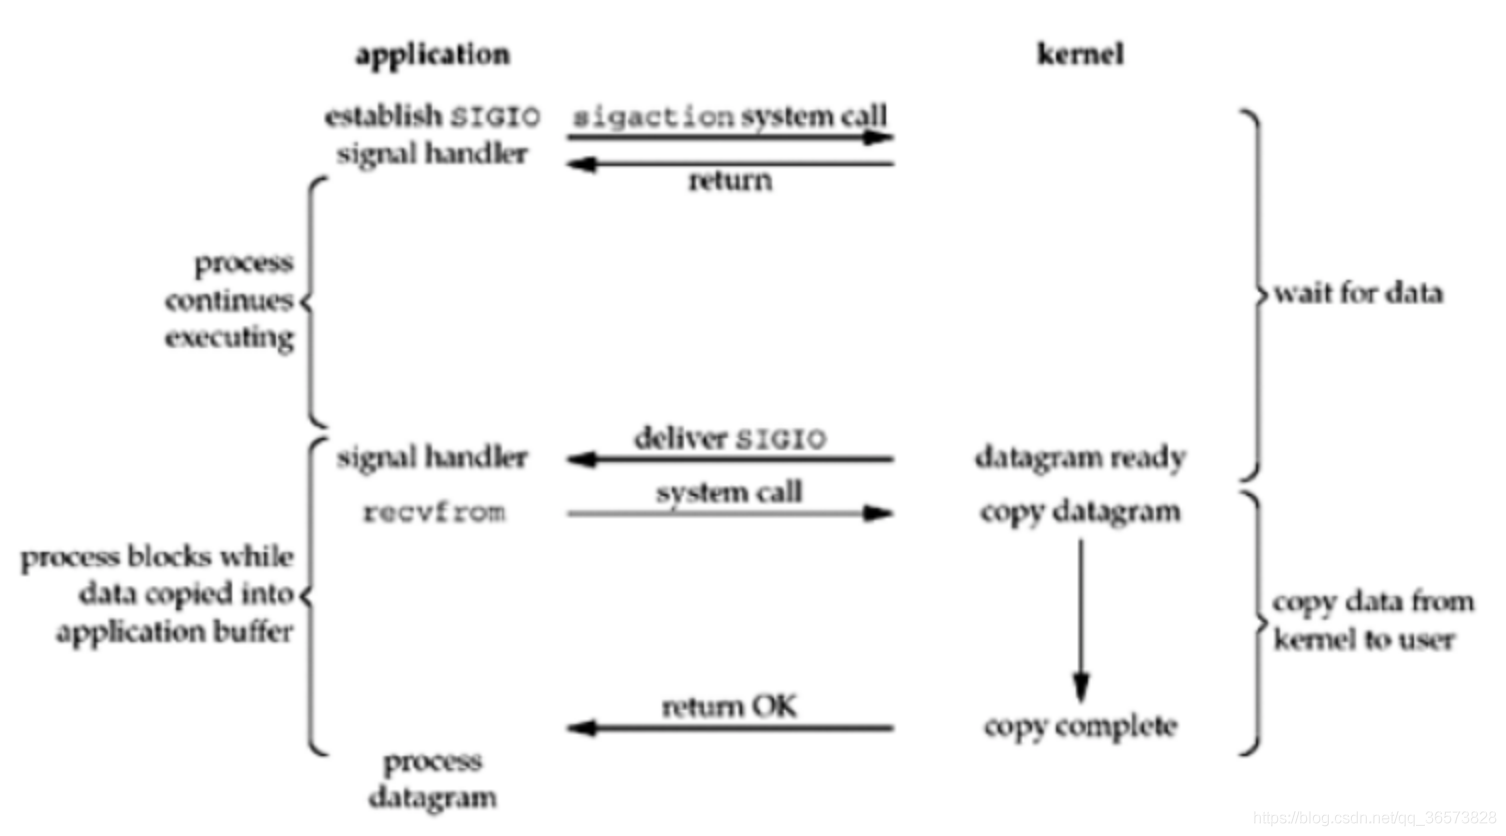 application
kernel
establish SIGIO
signal handler
sigaction system call
return
process
continues
executing
wait for data
signal handler
deliver SIGIO
datagram ready
recvfrom
system call
copy datagram
process blocks while
data copied into
application buffer
copy data from
kernel to user
return OK
copy complete
process
datagram
https://blog.csdn.net/qq_36573828